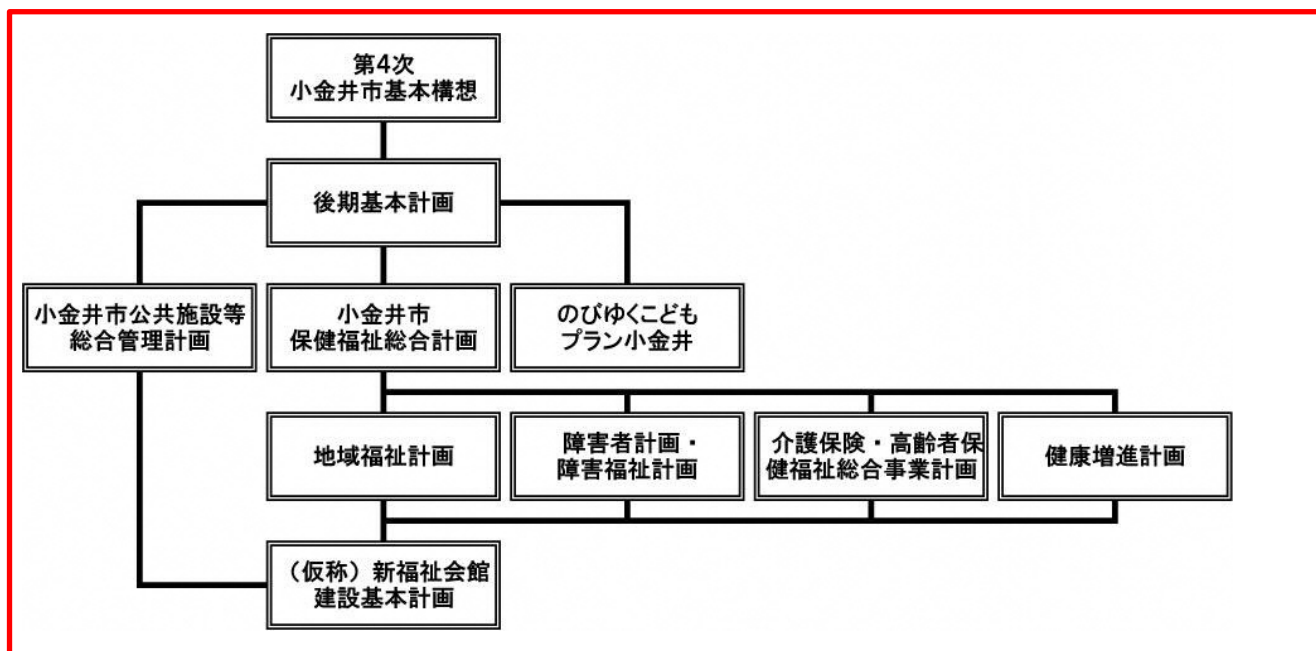 第4次
小金井市基本構想
後期基本計画
小金井市公共施設等
総合管理計画
小金井市
保健福祉総合計画
のびゆくこども
プラン小金井
地域福祉計画
障害者計画・
障害福祉計画
介護保険・高齢者保
健福祉総合事業計画
健康増進計画
（仮称）新福祉会館
建設基本計画